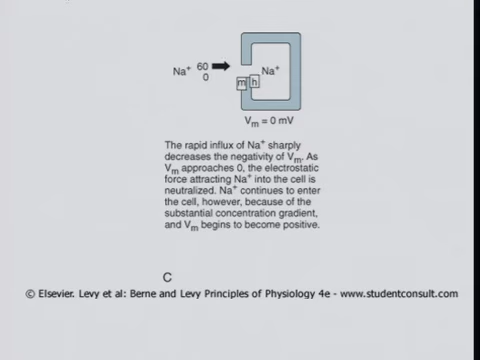 Na⁺ 60 Na⁺
0
m h
Vm = 0 mV
The rapid influx of Na⁺ sharply
decreases the negativity of Vm. As
Vm approaches 0, the electrostatic
force attracting Na⁺ into the cell is
neutralized. Na⁺ continues to enter
the cell, however, because of the
substantial concentration gradient,
and Vm begins to become positive.
C
© Elsevier. Levy et al: Berne and Levy Principles of Physiology 4e - www.studentconsult.com